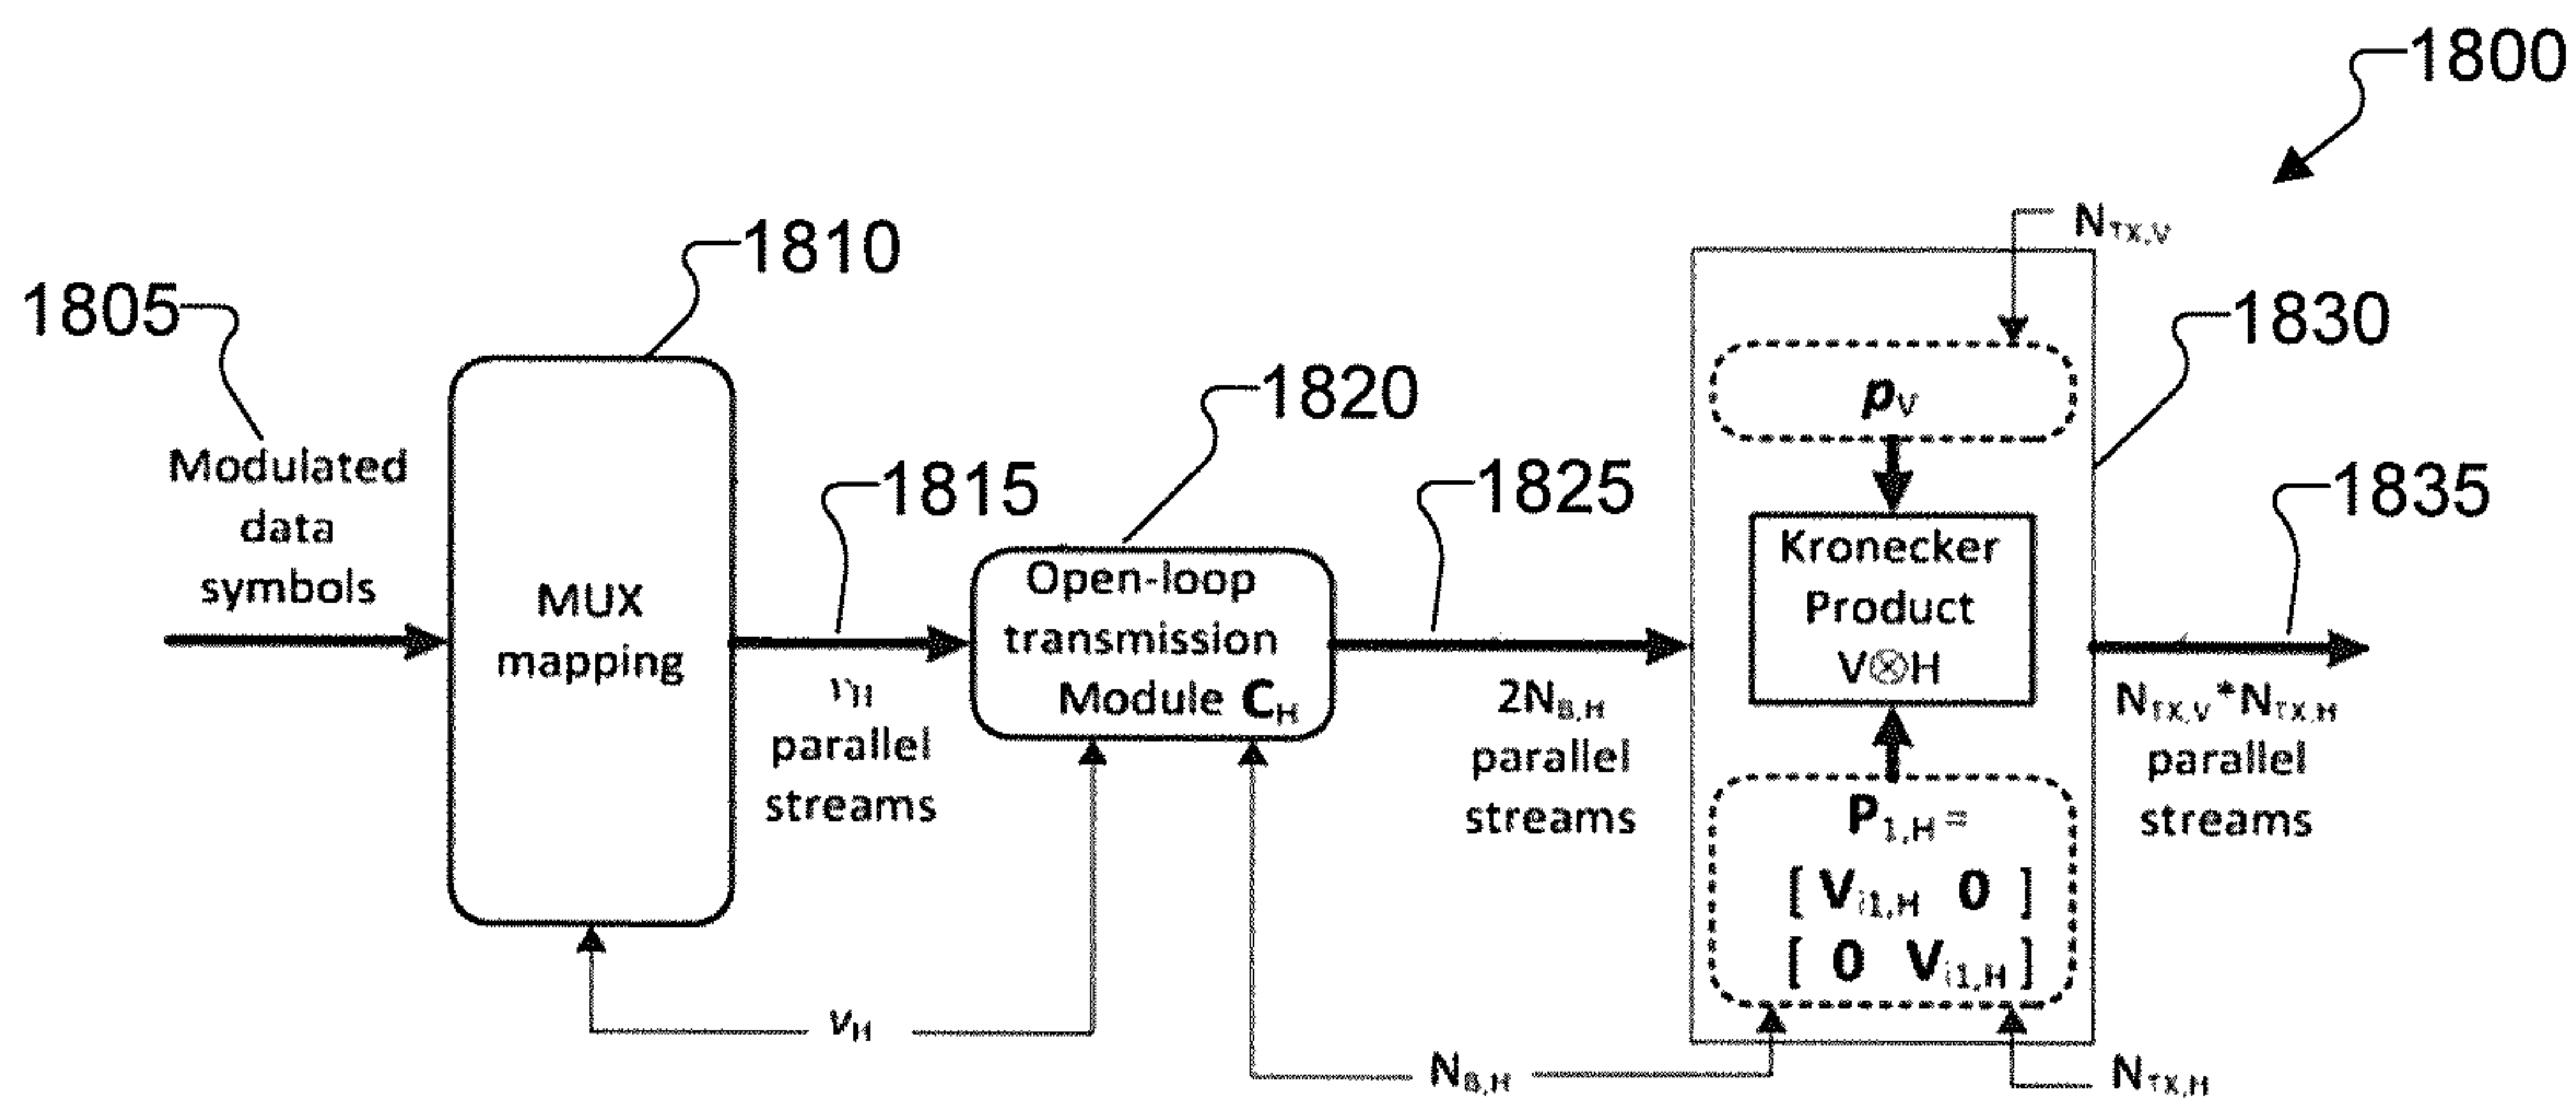 1800
N_TX,V
1810
1805
1830
1820
1815
1825
1835
Modulated
data
symbols
MUX
mapping
ν_H
parallel
streams
Open-loop
transmission
Module C_H
2N_B,H
parallel
streams
p_V
Kronecker
Product
V⊗H
P_1,H =
[ V_i1,H 0 ]
[ 0 V_i1,H ]
N_TX,V*N_TX,H
parallel
streams
ν_H
N_B,H
N_TX,H